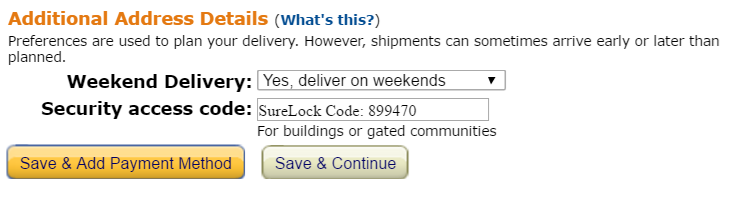 Additional Address Details (What's this?)
Preferences are used to plan your delivery. However, shipments can sometimes arrive early or later than
planned.
Weekend Delivery: Yes, deliver on weekends
Security access code: SureLock Code: 899470
For buildings or gated communities
Save & Add Payment Method Save & Continue